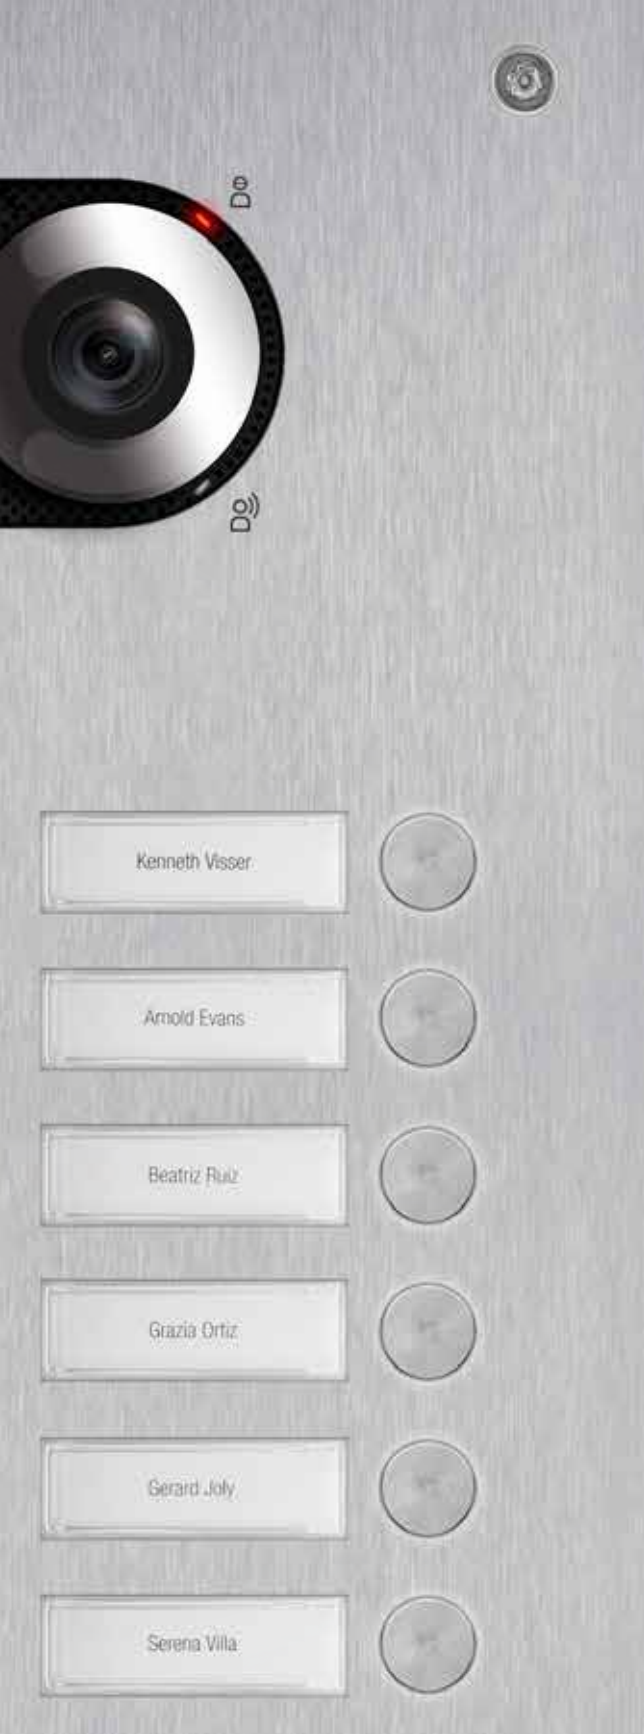 Kenneth Visser
Arnold Evans
Beatriz Ruiz
Grazia Ortiz
Gerard Joly
Serena Villa